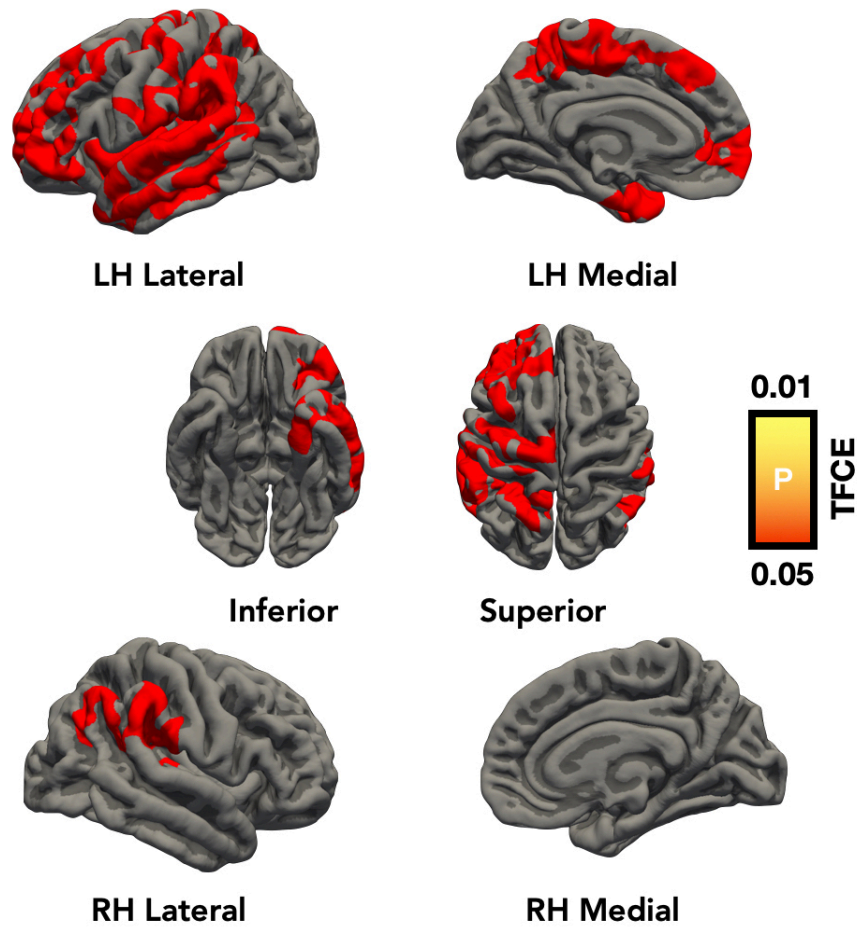 LH Lateral
LH Medial
Inferior
Superior
0.01
P
TFCE
0.05
RH Lateral
RH Medial